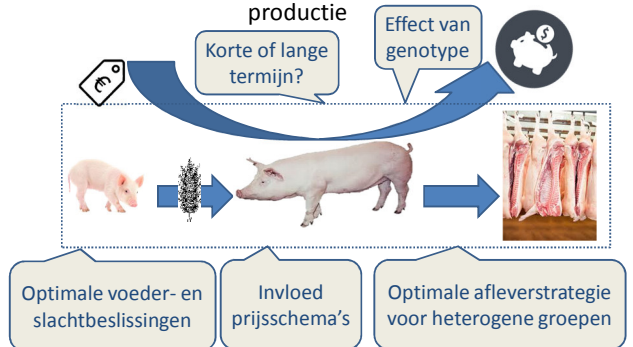 productie
Korte of lange
termijn?
Effect van
genotype
$
€
Optimale voeder- en
slachtbeslissingen
Invloed
prijsschema's
Optimale afleverstrategie
voor heterogene groepen